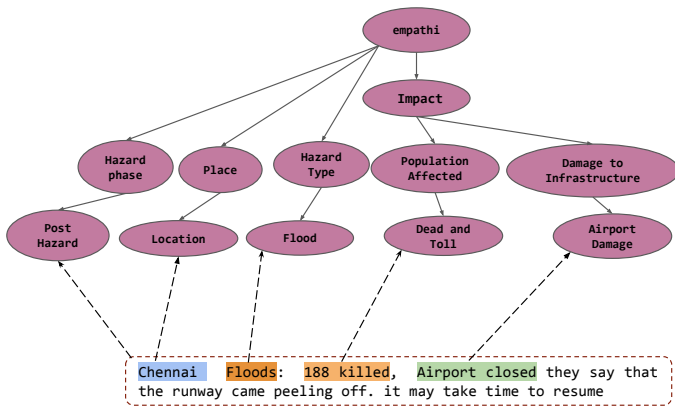 empathi
Impact
Hazard
phase
Place
Hazard
Type
Population
Affected
Damage to
Infrastructure
Post
Hazard
Location
Flood
Dead and
Toll
Airport
Damage
Chennai Floods: 188 killed, Airport closed they say that
the runway came peeling off. it may take time to resume